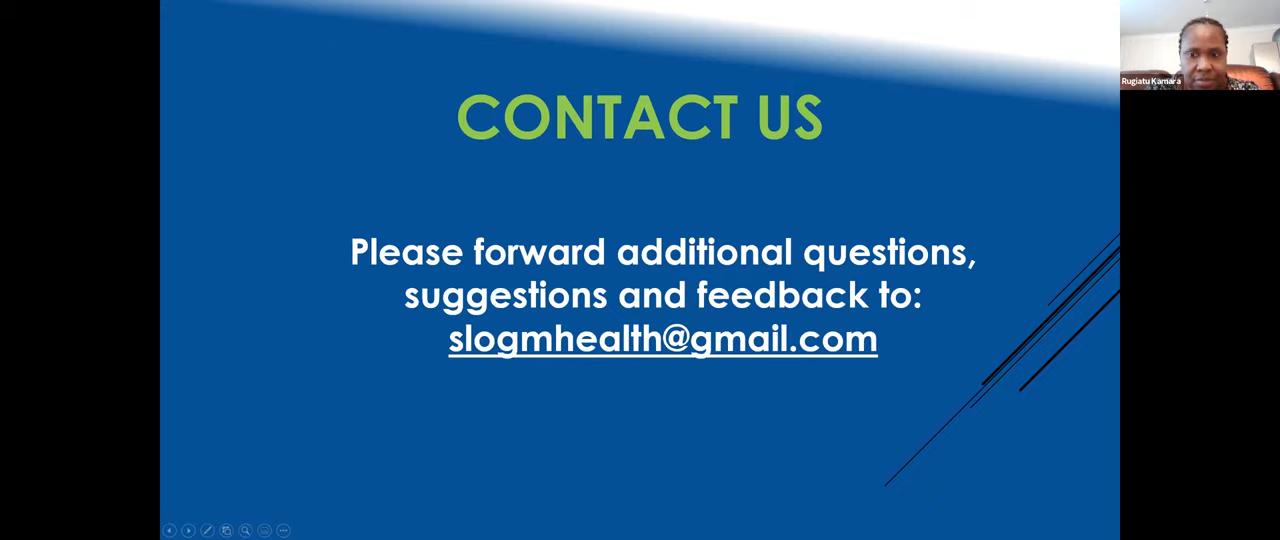 CONTACT US
Please forward additional questions,
suggestions and feedback to:
slogmhealth@gmail.com
Rugiatu Kamara